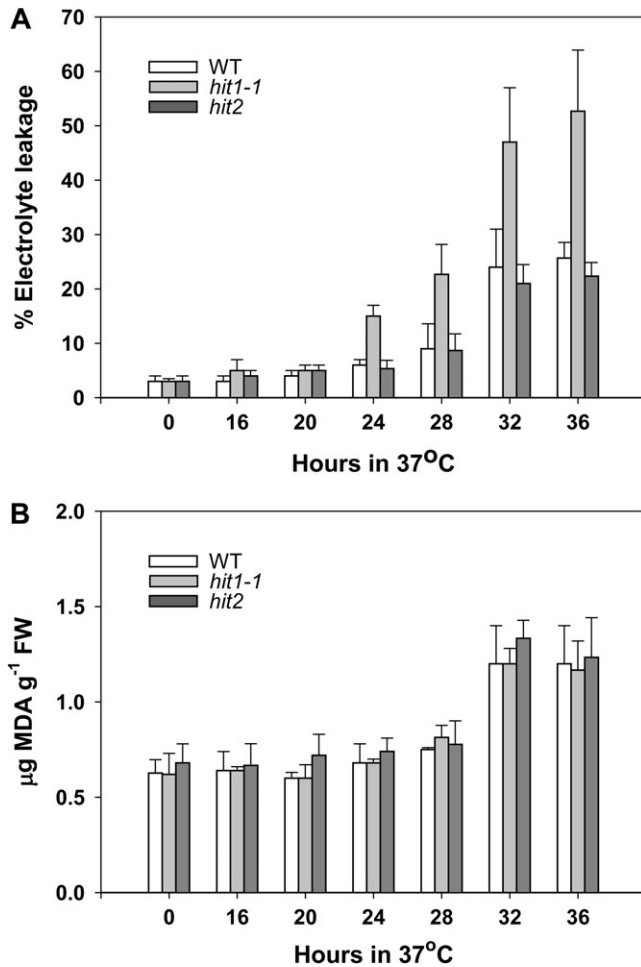 A
% Electrolyte leakage
70
60
50
40
30
20
10
0
WT
hit1-1
hit2
0 16 20 24 28 32 36
Hours in 37°C
B
µg MDA g⁻¹ FW
2.0
1.5
1.0
0.5
0.0
WT
hit1-1
hit2
0 16 20 24 28 32 36
Hours in 37°C